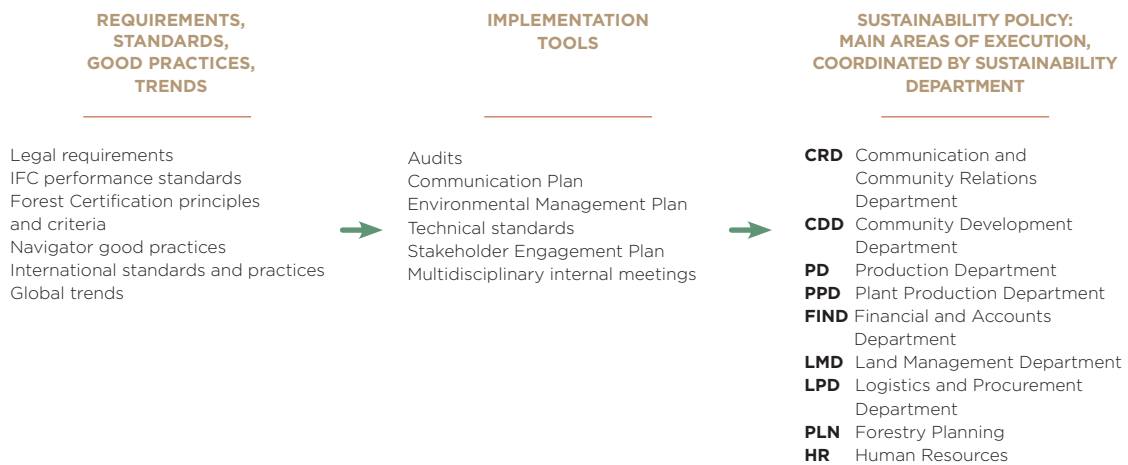 REQUIREMENTS,
STANDARDS,
GOOD PRACTICES,
TRENDS
Legal requirements
IFC performance standards
Forest Certification principles
and criteria
Navigator good practices
International standards and practices
Global trends
IMPLEMENTATION
TOOLS
Audits
Communication Plan
Environmental Management Plan
Technical standards
Stakeholder Engagement Plan
Multidisciplinary internal meetings
SUSTAINABILITY POLICY:
MAIN AREAS OF EXECUTION,
COORDINATED BY SUSTAINABILITY
DEPARTMENT
CRD Communication and
Community Relations
Department
CDD Community Development
Department
PD Production Department
PPD Plant Production Department
FIND Financial and Accounts
Department
LMD Land Management Department
LPD Logistics and Procurement
Department
PLN Forestry Planning
HR Human Resources